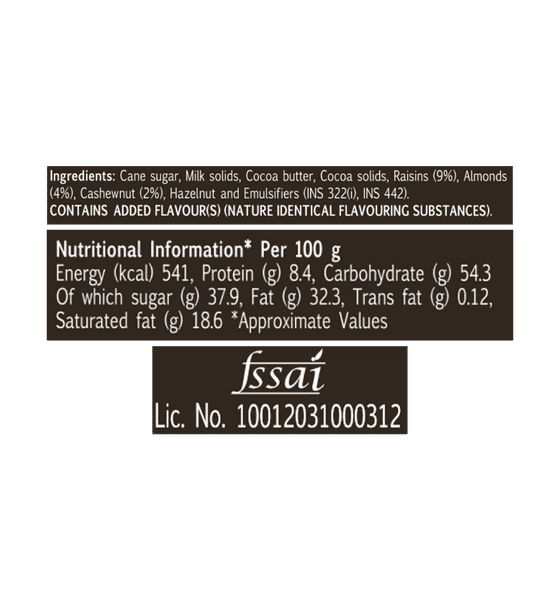 Ingredients: Cane sugar, Milk solids, Cocoa butter, Cocoa solids, Raisins (9%), Almonds
(4%), Cashewnut (2%), Hazelnut and Emulsifiers (INS 322(i), INS 442).
CONTAINS ADDED FLAVOUR(S) (NATURE IDENTICAL FLAVOURING SUBSTANCES).
Nutritional Information* Per 100 g
Energy (kcal) 541, Protein (g) 8.4, Carbohydrate (g) 54.3
Of which sugar (g) 37.9, Fat (g) 32.3, Trans fat (g) 0.12,
Saturated fat (g) 18.6 *Approximate Values
fssai
Lic. No. 10012031000312